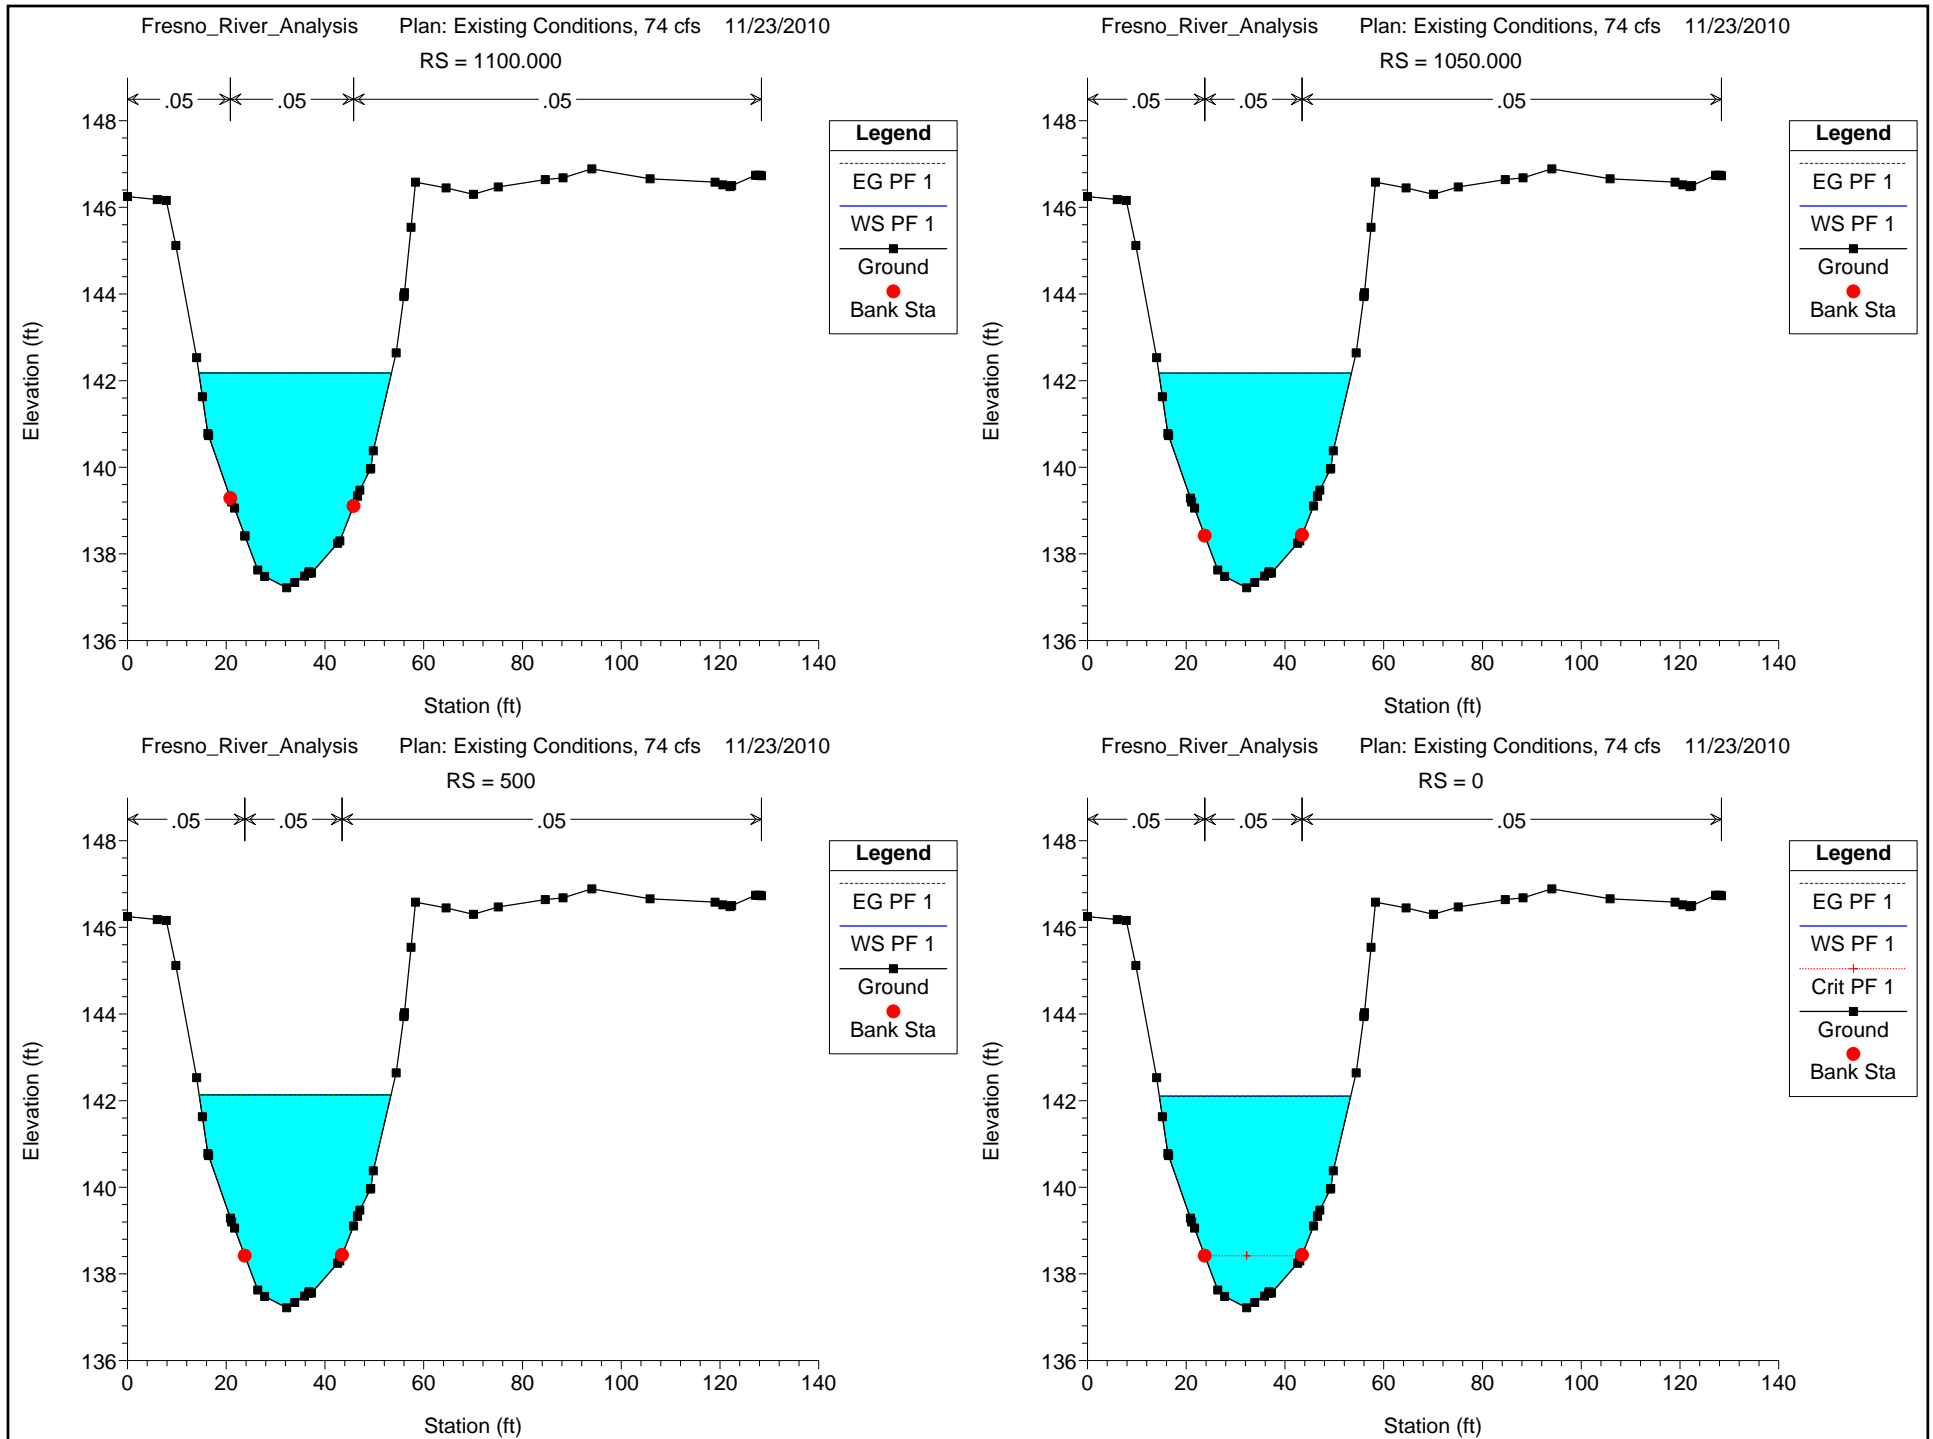 Fresno_River_Analysis Plan: Existing Conditions, 74 cfs 11/23/2010
RS = 1100.000
.05 .05 .05
148
146
144
142
140
138
136
0 20 40 60 80 100 120 140
Station (ft)
Elevation (ft)
Legend
EG PF 1
WS PF 1
Ground
Bank Sta
Fresno_River_Analysis Plan: Existing Conditions, 74 cfs 11/23/2010
RS = 1050.000
.05 .05 .05
148
146
144
142
140
138
136
0 20 40 60 80 100 120 140
Station (ft)
Elevation (ft)
Legend
EG PF 1
WS PF 1
Ground
Bank Sta
Fresno_River_Analysis Plan: Existing Conditions, 74 cfs 11/23/2010
RS = 500
.05 .05 .05
148
146
144
142
140
138
136
0 20 40 60 80 100 120 140
Station (ft)
Elevation (ft)
Legend
EG PF 1
WS PF 1
Ground
Bank Sta
Fresno_River_Analysis Plan: Existing Conditions, 74 cfs 11/23/2010
RS = 0
.05 .05 .05
148
146
144
142
140
138
136
0 20 40 60 80 100 120 140
Station (ft)
Elevation (ft)
Legend
EG PF 1
WS PF 1
Crit PF 1
Ground
Bank Sta